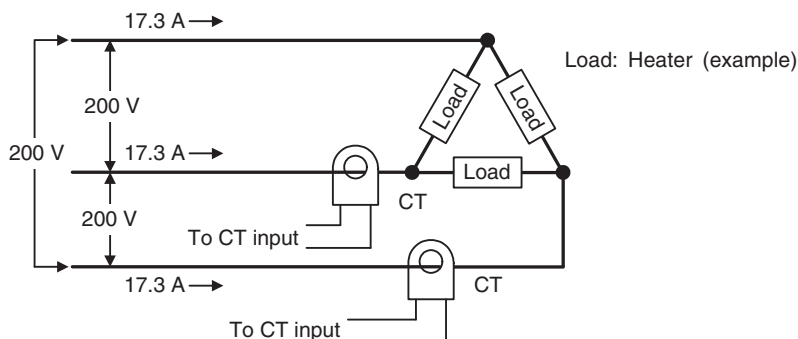 17.3 A
Load: Heater (example)
Load
Load
200 V
200 V
17.3 A
Load
CT
200 V
To CT input
17.3 A
CT
To CT input